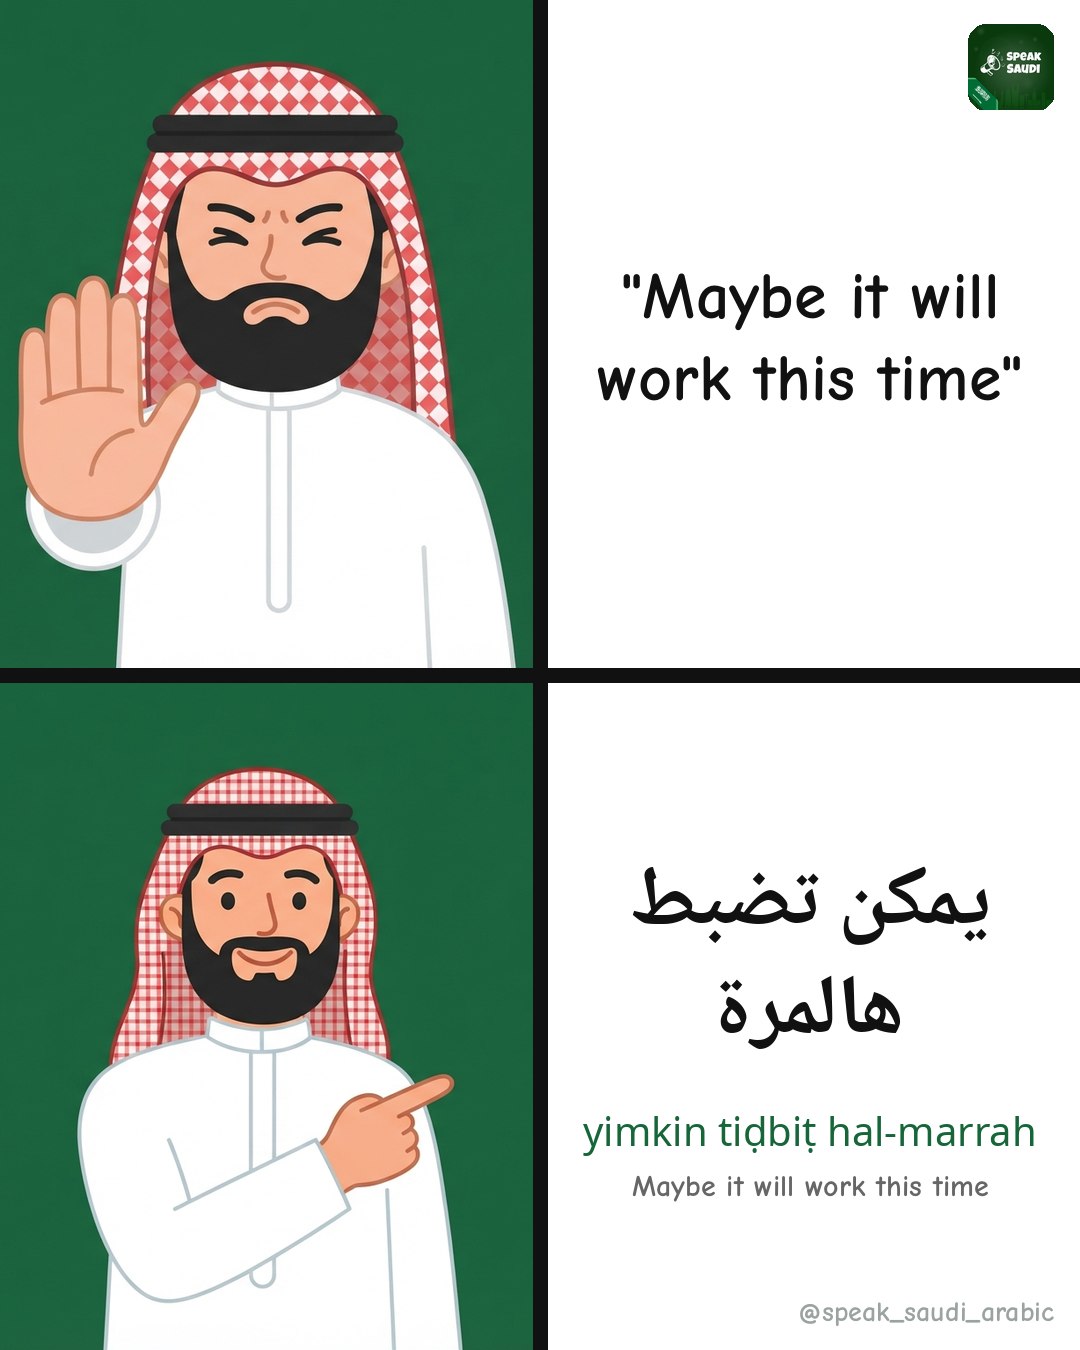 SPEAK
SAUDI
"Maybe it will
work this time"
يمكن تضبط
هالمرة
yimkin tiḍbiṭ hal-marrah
Maybe it will work this time
@speak_saudi_arabic